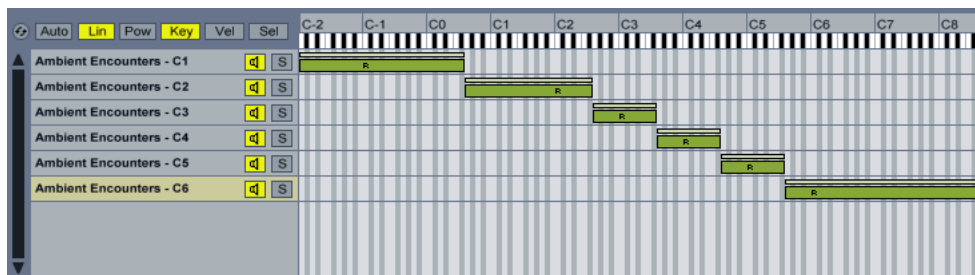 Auto Lin Pow Key Vel Sel C-2 C-1 C0 C1 C2 C3 C4 C5 C6 C7 C8
Ambient Encounters - C1 S R
Ambient Encounters - C2 S R
Ambient Encounters - C3 S R
Ambient Encounters - C4 S R
Ambient Encounters - C5 S R
Ambient Encounters - C6 S R